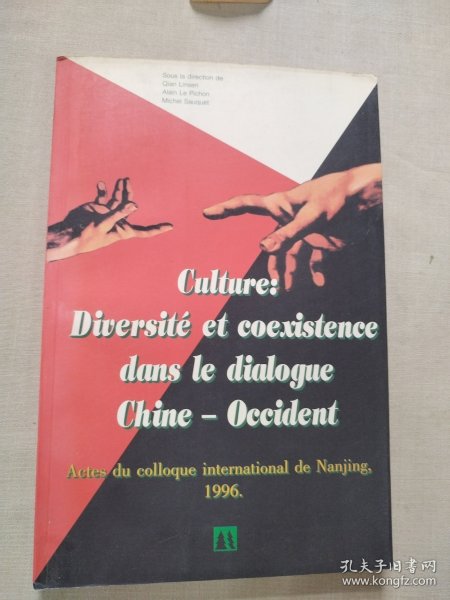 Sous la direction de
Qian Linsen
Alain Le Pichon
Michel Sauquet
Culture:
Diversité et coexistence
dans le dialogue
Chine – Occident
Actes du colloque international de Nanjing,
1996.
孔夫子旧书网
www.kongfz.com